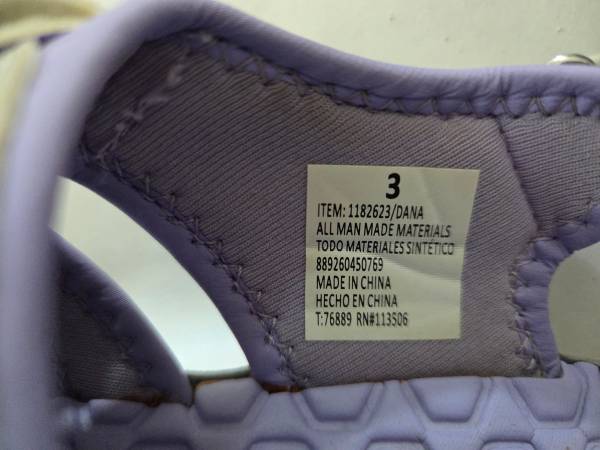 3
ITEM: 1182623/DANA
ALL MAN MADE MATERIALS
TODO MATERIALES SINTÉTICO
889260450769
MADE IN CHINA
HECHO EN CHINA
T:76889 RN#113506